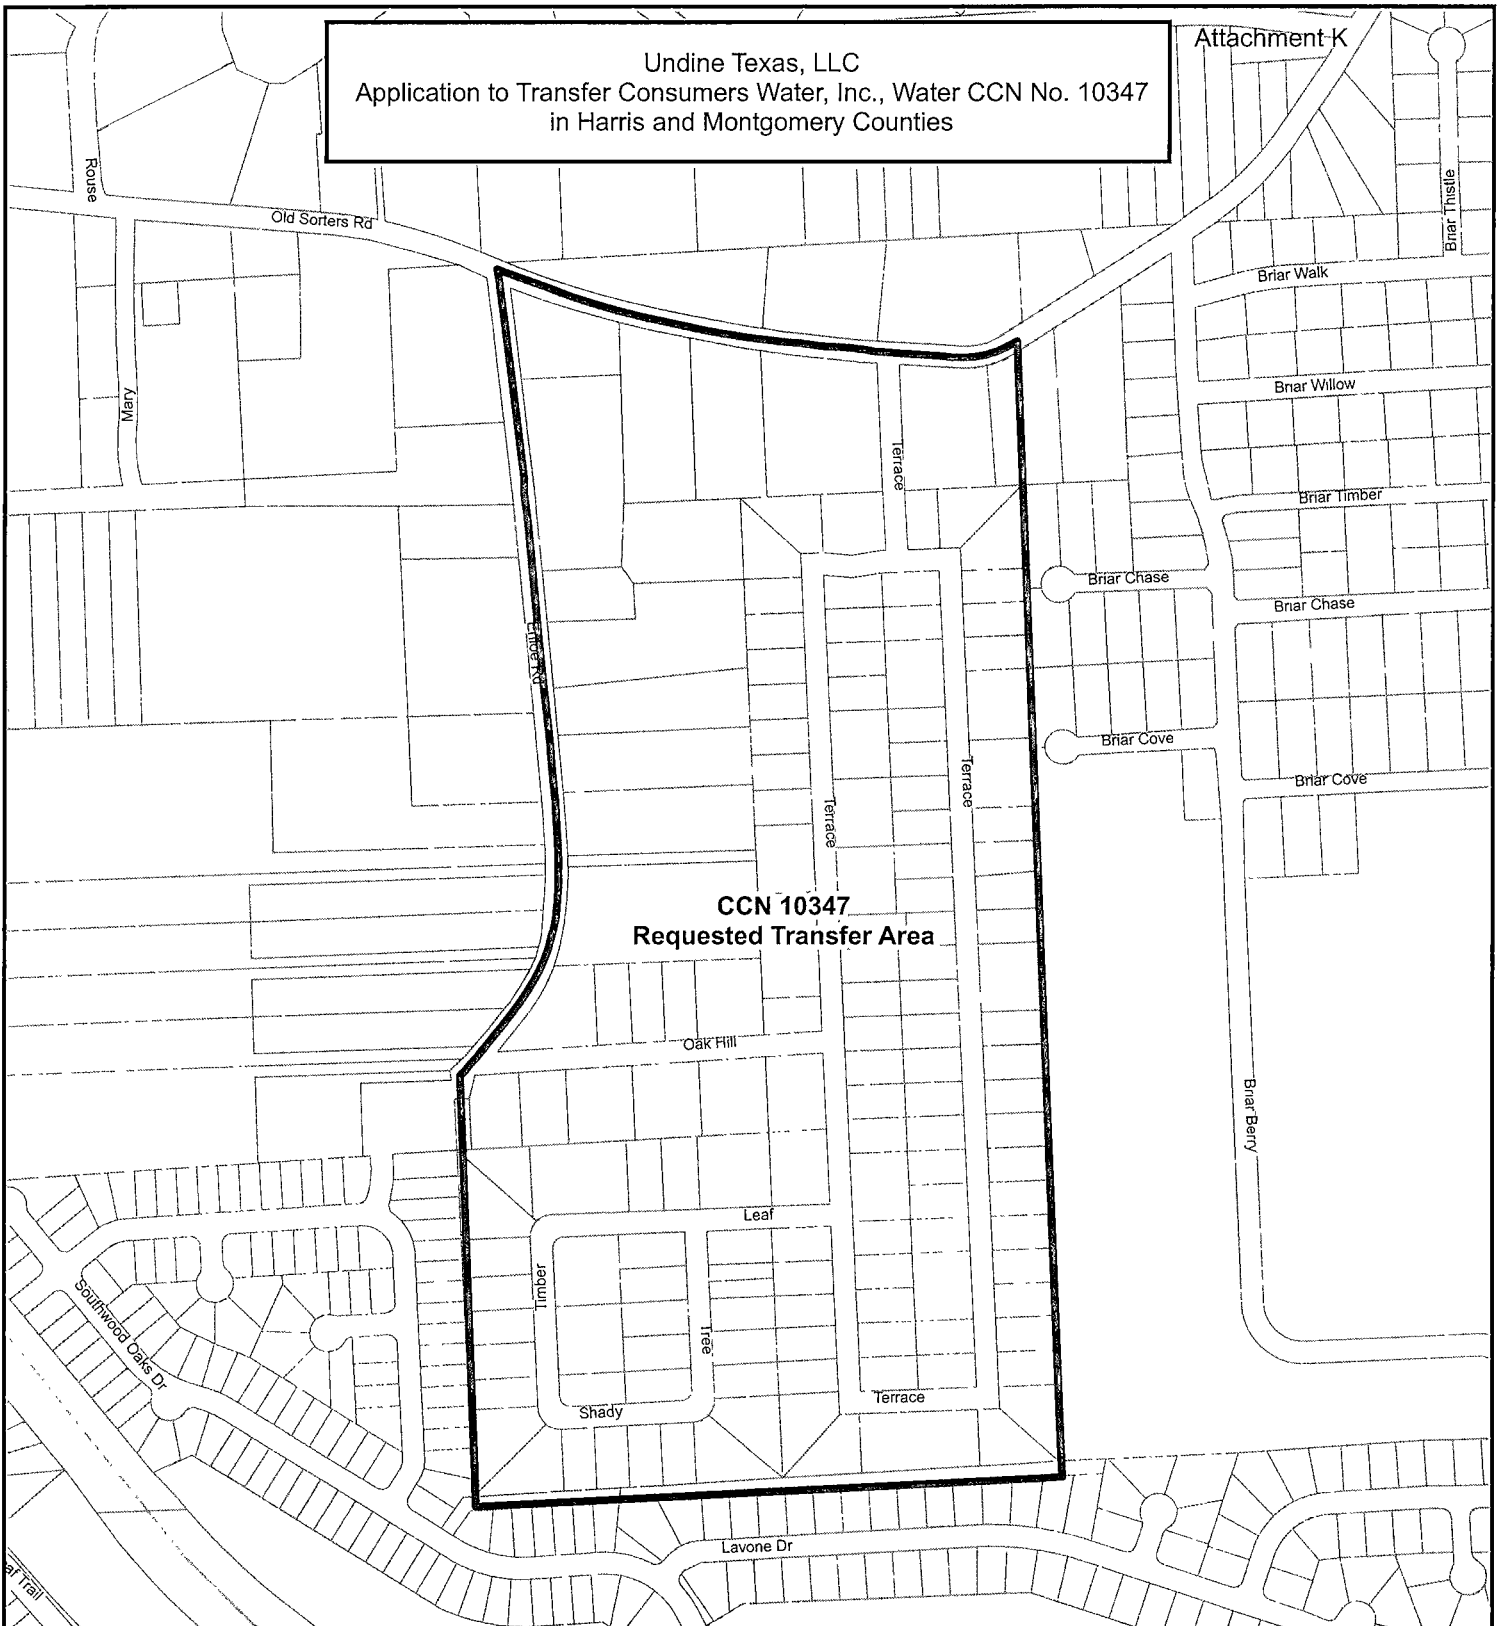 Attachment K
Undine Texas, LLC
Application to Transfer Consumers Water, Inc., Water CCN No. 10347
in Harris and Montgomery Counties
Rouse
Old Sorters Rd
Briar Thistle
Briar Walk
Mary
Briar Willow
Terrace
Briar Timber
Briar Chase
Briar Chase
Rd
Briar Cove
Terrace
Briar Cove
Terrace
CCN 10347
Requested Transfer Area
Oak Hill
Briar Berry
Leaf
Timber
Tree
Southwood Oaks Dr
Terrace
Shady
Lavone Dr
Trail